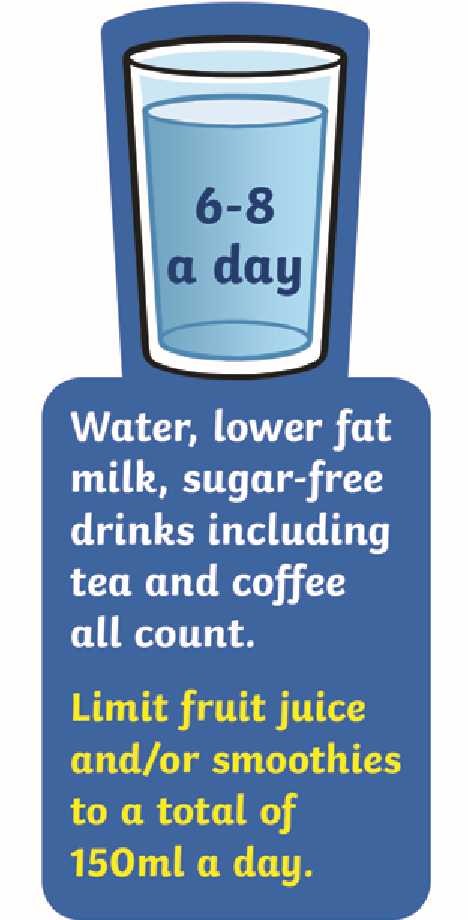 6-8
a day
Water, lower fat
milk, sugar-free
drinks including
tea and coffee
all count.
Limit fruit juice
and/or smoothies
to a total of
150ml a day.